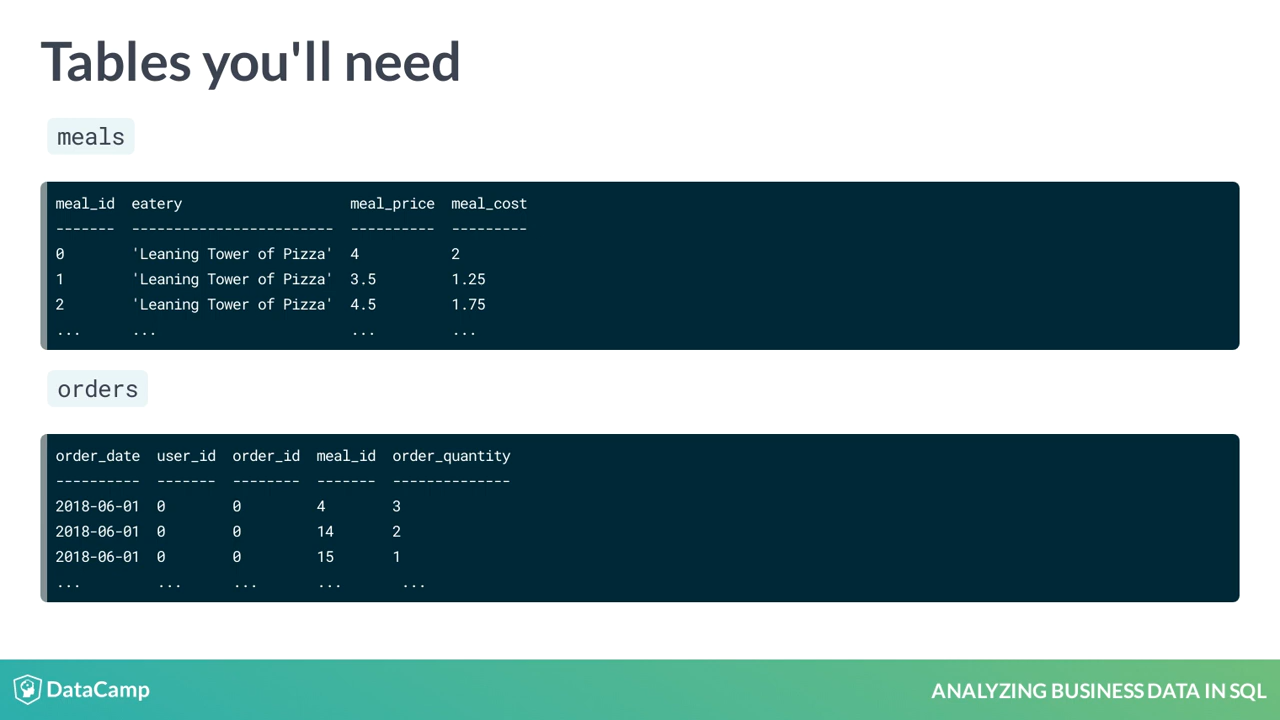 Tables you'll need
meals
meal_id  eatery                    meal_price  meal_cost
-------  ------------------------  ----------  ---------
0        'Leaning Tower of Pizza'  4           2
1        'Leaning Tower of Pizza'  3.5         1.25
2        'Leaning Tower of Pizza'  4.5         1.75
...      ...                       ...         ...
orders
order_date  user_id  order_id  meal_id  order_quantity
----------  -------  --------  -------  --------------
2018-06-01  0        0         4        3
2018-06-01  0        0         14       2
2018-06-01  0        0         15       1
...         ...      ...       ...       ...
DataCamp
ANALYZING BUSINESS DATA IN SQL